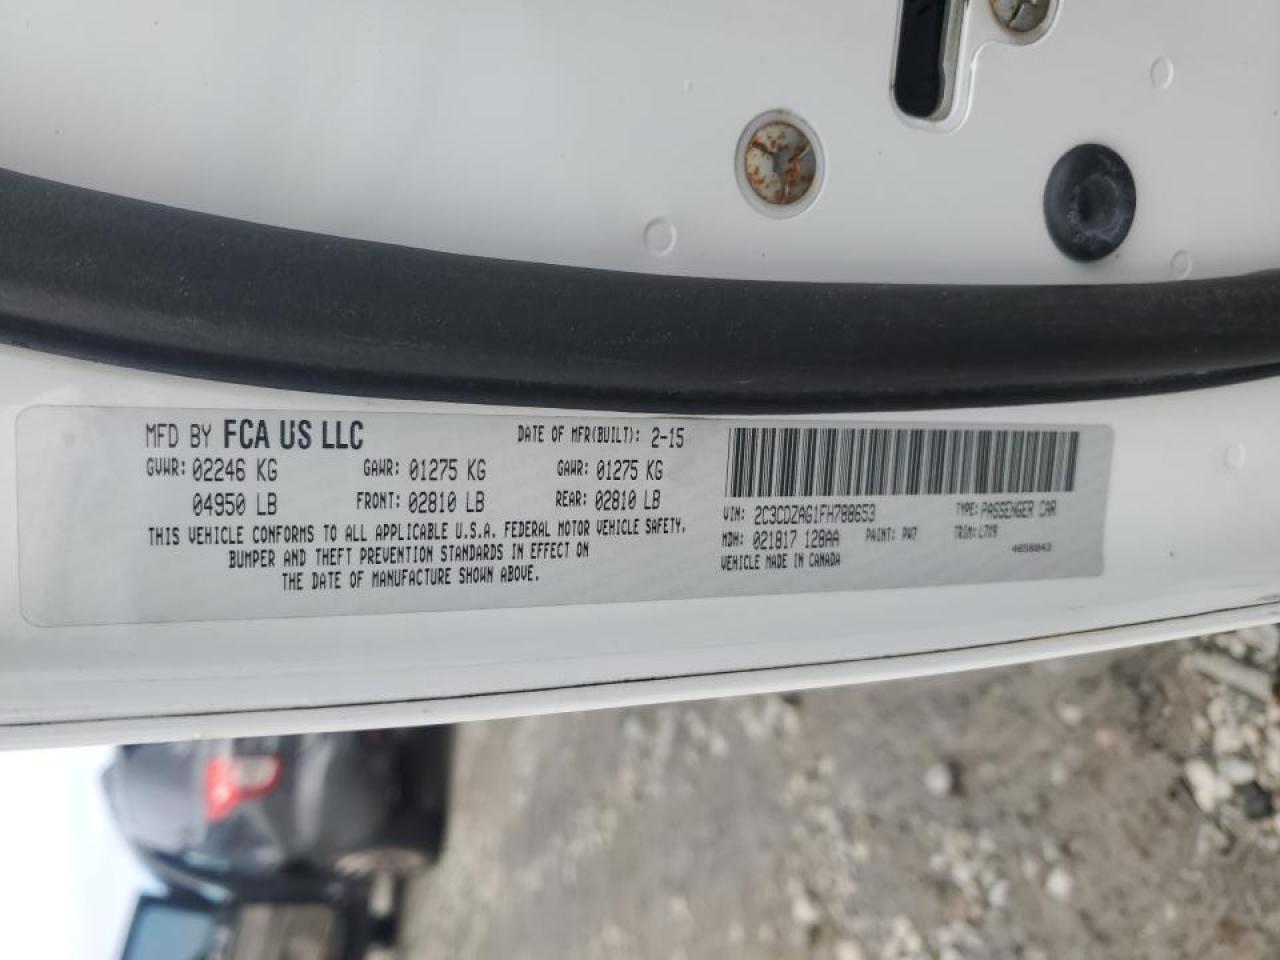 MFD BY FCA US LLC DATE OF MFR(BUILT): 2-15
GVWR: 02246 KG GAWR: 01275 KG GAWR: 01275 KG
04950 LB FRONT: 02810 LB REAR: 02810 LB
THIS VEHICLE CONFORMS TO ALL APPLICABLE U.S.A. FEDERAL MOTOR VEHICLE SAFETY,
BUMPER AND THEFT PREVENTION STANDARDS IN EFFECT ON
THE DATE OF MANUFACTURE SHOWN ABOVE.
VIN: 2C3CDZAG1FH788653 TYPE: PASSENGER CAR
MDH: 021817 128AA PAINT: PW7 TRIM: L7X9
VEHICLE MADE IN CANADA